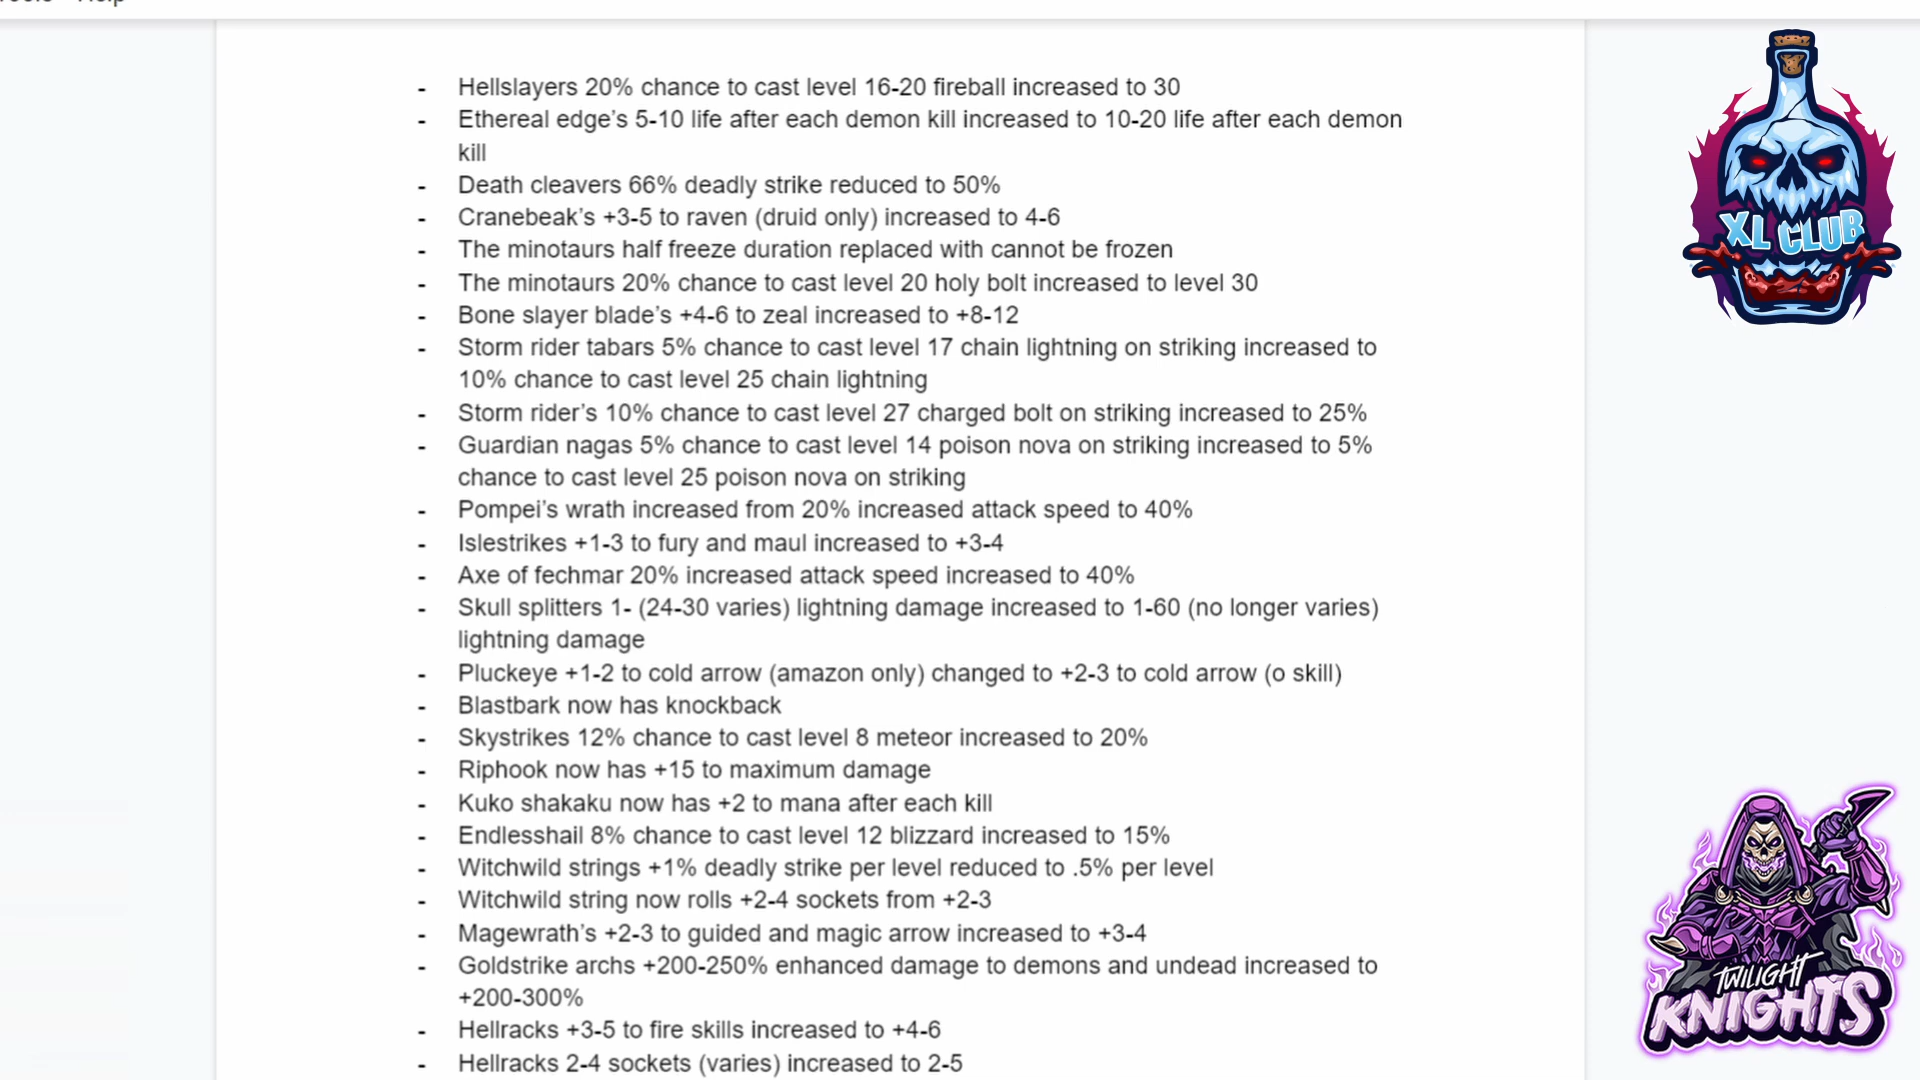 - Hellslayers 20% chance to cast level 16-20 fireball increased to 30
- Ethereal edge's 5-10 life after each demon kill increased to 10-20 life after each demon
kill
- Death cleavers 66% deadly strike reduced to 50%
- Cranebeak's +3-5 to raven (druid only) increased to 4-6
- The minotaurs half freeze duration replaced with cannot be frozen
- The minotaurs 20% chance to cast level 20 holy bolt increased to level 30
- Bone slayer blade's +4-6 to zeal increased to +8-12
- Storm rider tabars 5% chance to cast level 17 chain lightning on striking increased to
10% chance to cast level 25 chain lightning
- Storm rider's 10% chance to cast level 27 charged bolt on striking increased to 25%
- Guardian nagas 5% chance to cast level 14 poison nova on striking increased to 5%
chance to cast level 25 poison nova on striking
- Pompei's wrath increased from 20% increased attack speed to 40%
- Islestrikes +1-3 to fury and maul increased to +3-4
- Axe of fechmar 20% increased attack speed increased to 40%
- Skull splitters 1- (24-30 varies) lightning damage increased to 1-60 (no longer varies)
lightning damage
- Pluckeye +1-2 to cold arrow (amazon only) changed to +2-3 to cold arrow (o skill)
- Blastbark now has knockback
- Skystrikes 12% chance to cast level 8 meteor increased to 20%
- Riphook now has +15 to maximum damage
- Kuko shakaku now has +2 to mana after each kill
- Endlesshail 8% chance to cast level 12 blizzard increased to 15%
- Witchwild strings +1% deadly strike per level reduced to .5% per level
- Witchwild string now rolls +2-4 sockets from +2-3
- Magewrath's +2-3 to guided and magic arrow increased to +3-4
- Goldstrike archs +200-250% enhanced damage to demons and undead increased to
+200-300%
- Hellracks +3-5 to fire skills increased to +4-6
- Hellracks 2-4 sockets (varies) increased to 2-5
XL CLUB
TWILIGHT
KNIGHTS